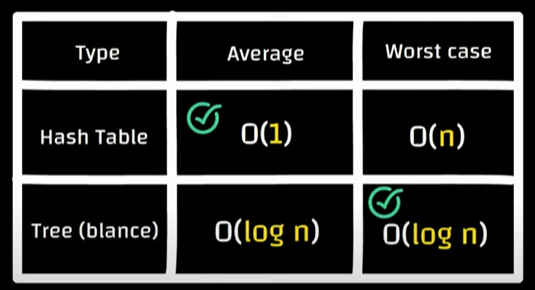 Type Average Worst case
Hash Table O(1) O(n)
Tree (blance) O(log n) O(log n)